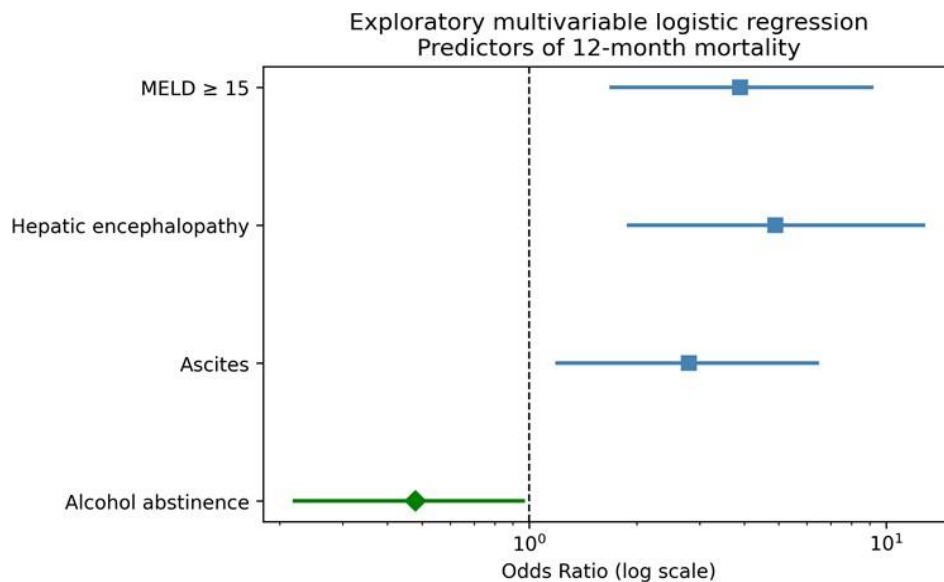 Exploratory multivariable logistic regression
Predictors of 12-month mortality
MELD ≥ 15
Hepatic encephalopathy
Ascites
Alcohol abstinence
10⁰
10¹
Odds Ratio (log scale)